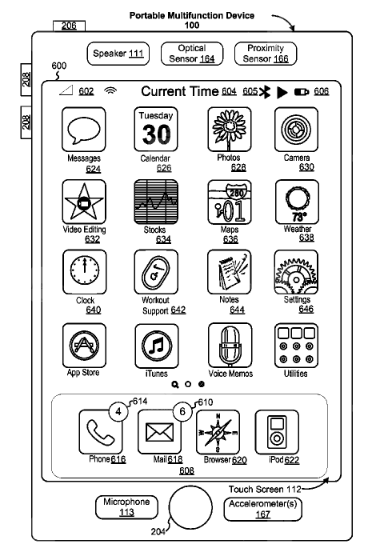 Portable Multifunction Device
100
206
Speaker 111
Optical
Sensor 164
Proximity
Sensor 166
208
208
600
602
Current Time 604
605
606
Tuesday
30
280
01
73°
Messages
624
Calendar
626
Photos
628
Camera
630
Video Editing
632
Stocks
634
Maps
636
Weather
638
Clock
640
Workout
Support 642
Notes
644
Settings
646
App Store
iTunes
Voice Memos
Utilities
4
614
6
610
Phone 616
Mail 618
Browser 620
iPod 622
608
N
S
Touch Screen 112
Microphone
113
204
Accelerometer(s)
167